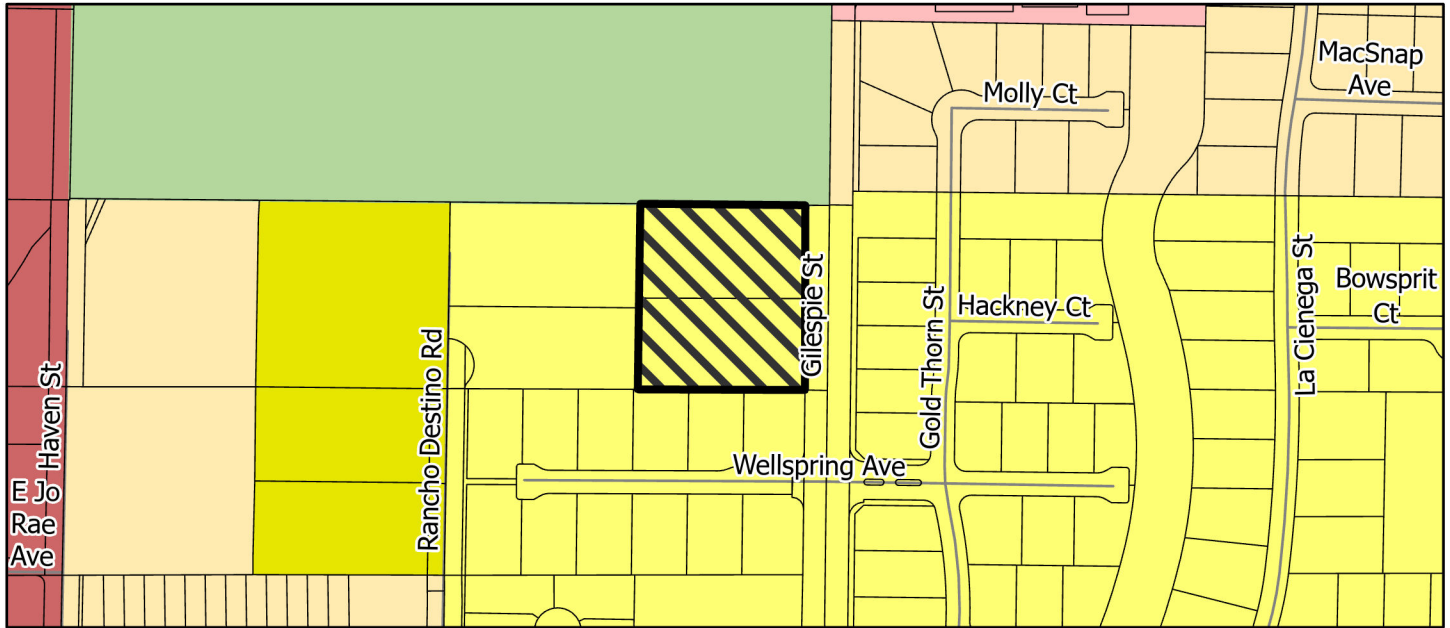 MacSnap
Ave
Molly Ct
Gilespie St
La Cienega St
Bowsprit
Ct
Hackney Ct
Gold Thorn St
Rancho Destino Rd
Haven St
Wellspring Ave
E Jo
Rae
Ave